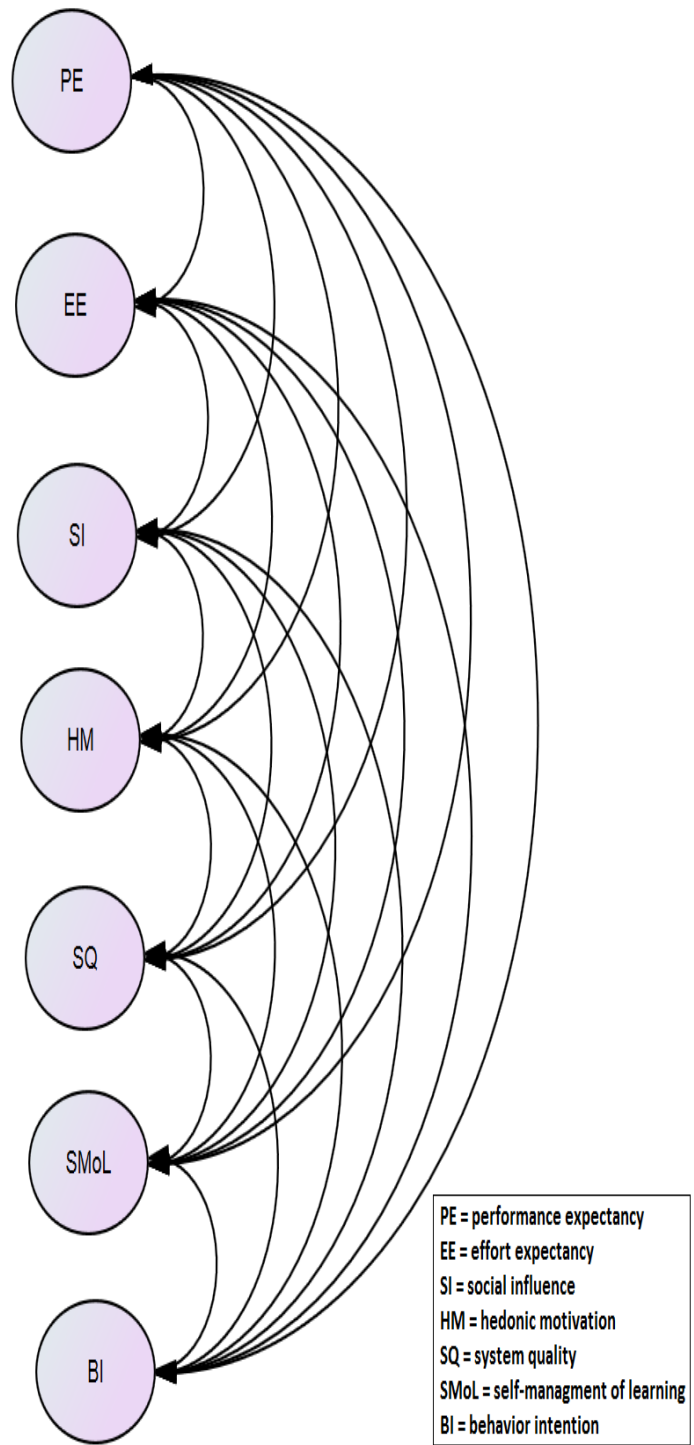 PE
EE
SI
HM
SQ
SMoL
BI
PE = performance expectancy
EE = effort expectancy
SI = social influence
HM = hedonic motivation
SQ = system quality
SMoL = self-managment of learning
BI = behavior intention